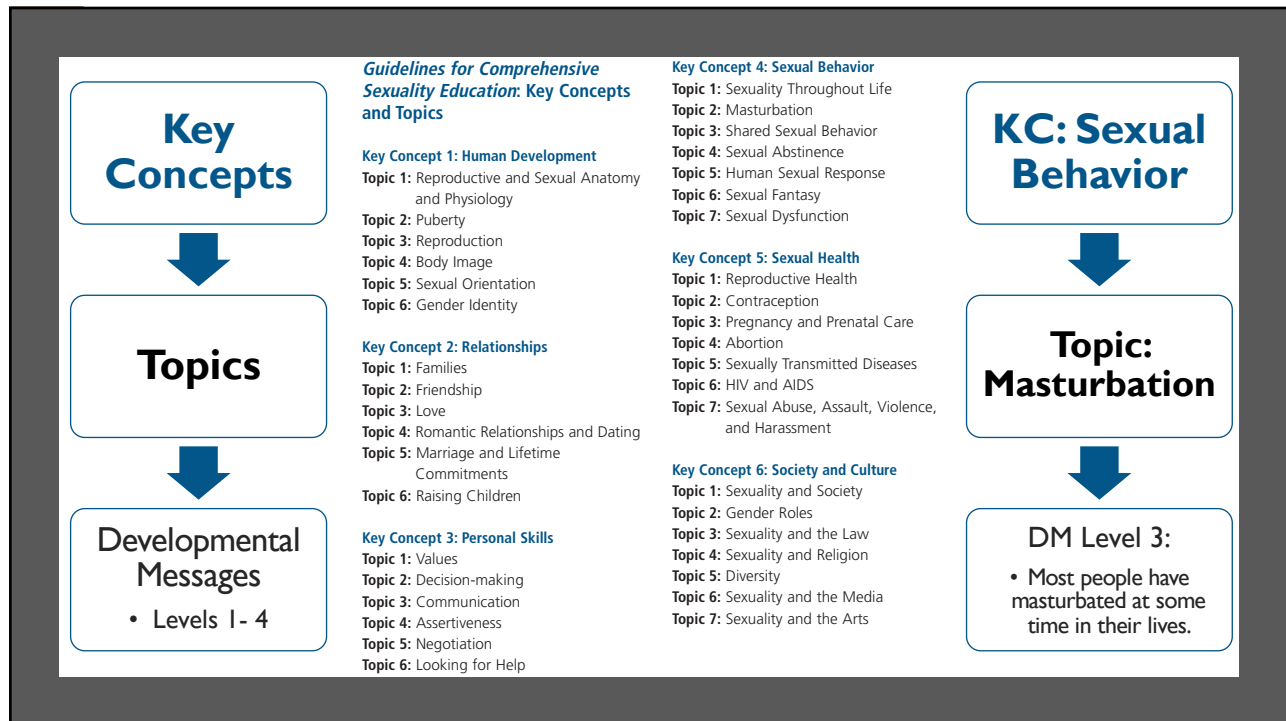 Key
Concepts
Topics
Developmental
Messages
• Levels 1- 4
Guidelines for Comprehensive
Sexuality Education: Key Concepts
and Topics
Key Concept 1: Human Development
Topic 1: Reproductive and Sexual Anatomy
and Physiology
Topic 2: Puberty
Topic 3: Reproduction
Topic 4: Body Image
Topic 5: Sexual Orientation
Topic 6: Gender Identity
Key Concept 2: Relationships
Topic 1: Families
Topic 2: Friendship
Topic 3: Love
Topic 4: Romantic Relationships and Dating
Topic 5: Marriage and Lifetime
Commitments
Topic 6: Raising Children
Key Concept 3: Personal Skills
Topic 1: Values
Topic 2: Decision-making
Topic 3: Communication
Topic 4: Assertiveness
Topic 5: Negotiation
Topic 6: Looking for Help
Key Concept 4: Sexual Behavior
Topic 1: Sexuality Throughout Life
Topic 2: Masturbation
Topic 3: Shared Sexual Behavior
Topic 4: Sexual Abstinence
Topic 5: Human Sexual Response
Topic 6: Sexual Fantasy
Topic 7: Sexual Dysfunction
Key Concept 5: Sexual Health
Topic 1: Reproductive Health
Topic 2: Contraception
Topic 3: Pregnancy and Prenatal Care
Topic 4: Abortion
Topic 5: Sexually Transmitted Diseases
Topic 6: HIV and AIDS
Topic 7: Sexual Abuse, Assault, Violence,
and Harassment
Key Concept 6: Society and Culture
Topic 1: Sexuality and Society
Topic 2: Gender Roles
Topic 3: Sexuality and the Law
Topic 4: Sexuality and Religion
Topic 5: Diversity
Topic 6: Sexuality and the Media
Topic 7: Sexuality and the Arts
KC: Sexual
Behavior
Topic:
Masturbation
DM Level 3:
• Most people have
masturbated at some
time in their lives.